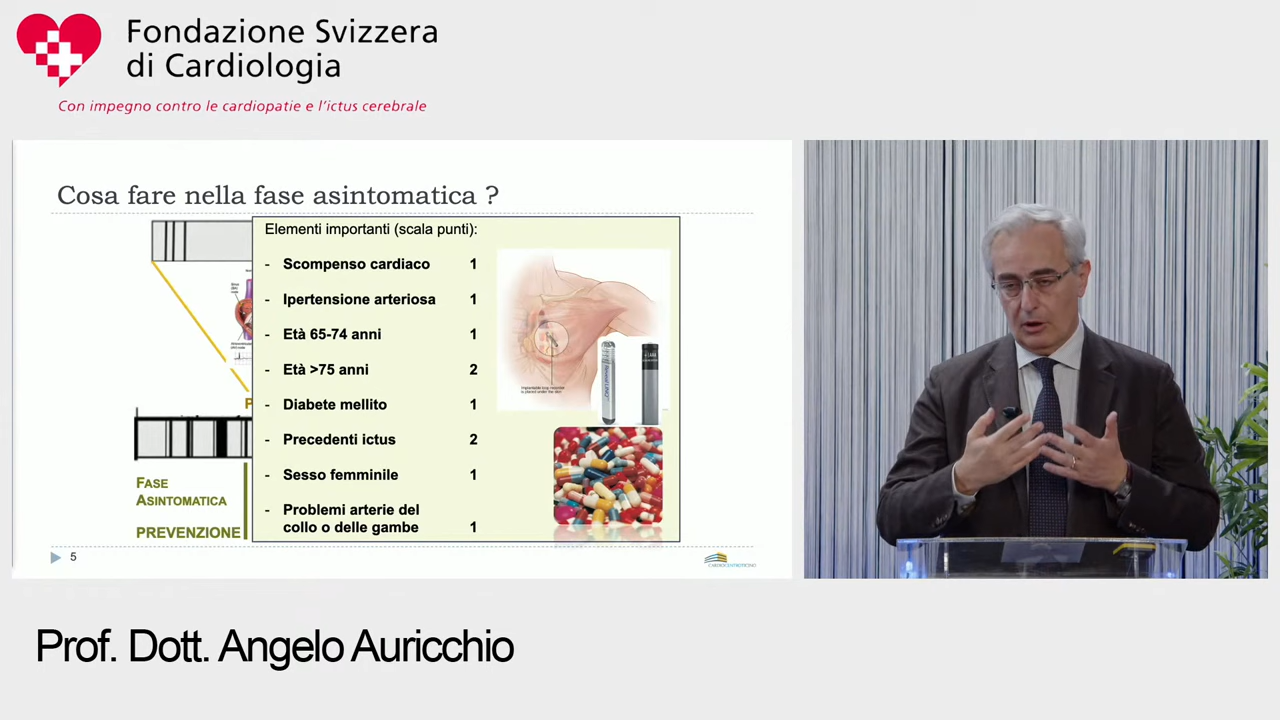 Fondazione Svizzera
di Cardiologia
Con impegno contro le cardiopatie e l'ictus cerebrale
Cosa fare nella fase asintomatica ?
Elementi importanti (scala punti):
- Scompenso cardiaco 1
- Ipertensione arteriosa 1
- Età 65-74 anni 1
- Età >75 anni 2
- Diabete mellito 1
- Precedenti ictus 2
- Sesso femminile 1
- Problemi arterie del
collo o delle gambe 1
P
FASE
ASINTOMATICA
PREVENZIONE
5
CARDIOCENTROTICINO
Prof. Dott. Angelo Auricchio